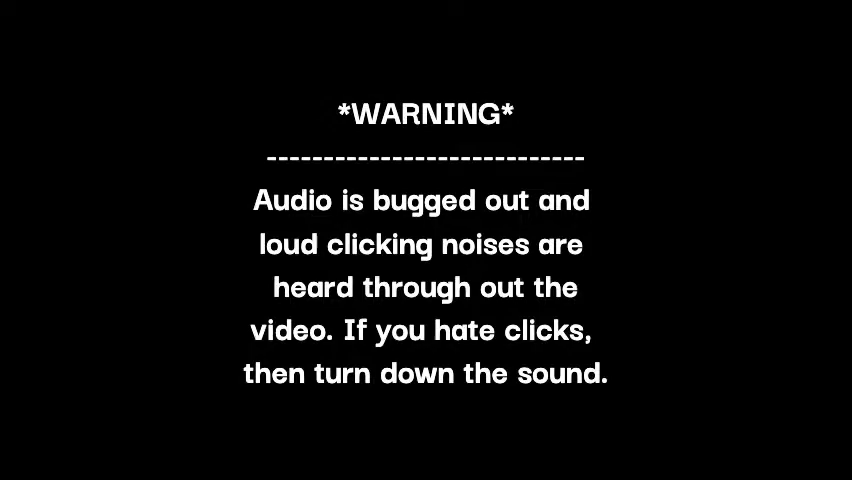 *WARNING*
----------------------------
Audio is bugged out and
loud clicking noises are
heard through out the
video. If you hate clicks,
then turn down the sound.